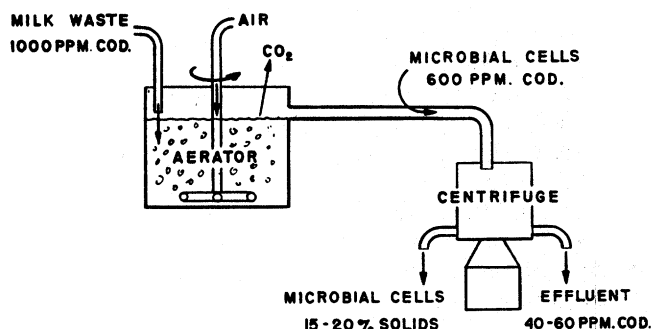 MILK WASTE
1000 PPM. COD.
AIR
CO2
MICROBIAL CELLS
600 PPM. COD.
AERATOR
CENTRIFUGE
MICROBIAL CELLS
15-20% SOLIDS
EFFLUENT
40-60 PPM. COD.